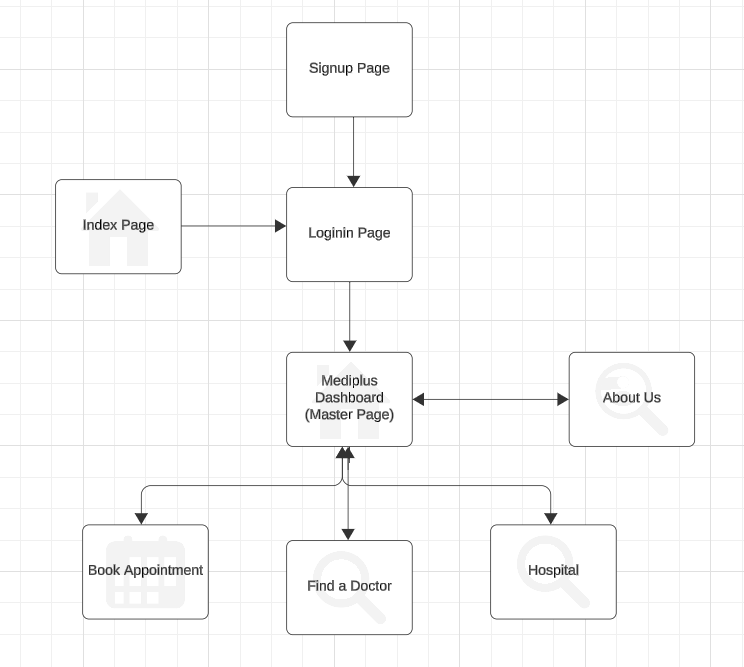 Signup Page
Index Page
Loginin Page
Mediplus
Dashboard
(Master Page)
About Us
Book Appointment
Find a Doctor
Hospital